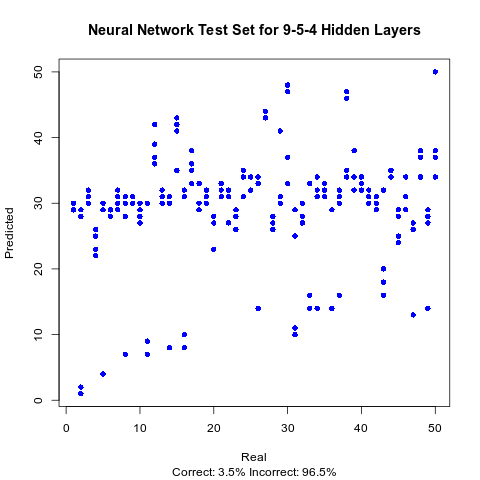 Neural Network Test Set for 9-5-4 Hidden Layers
Predicted
50
40
30
20
10
0
0 10 20 30 40 50
Real
Correct: 3.5% Incorrect: 96.5%